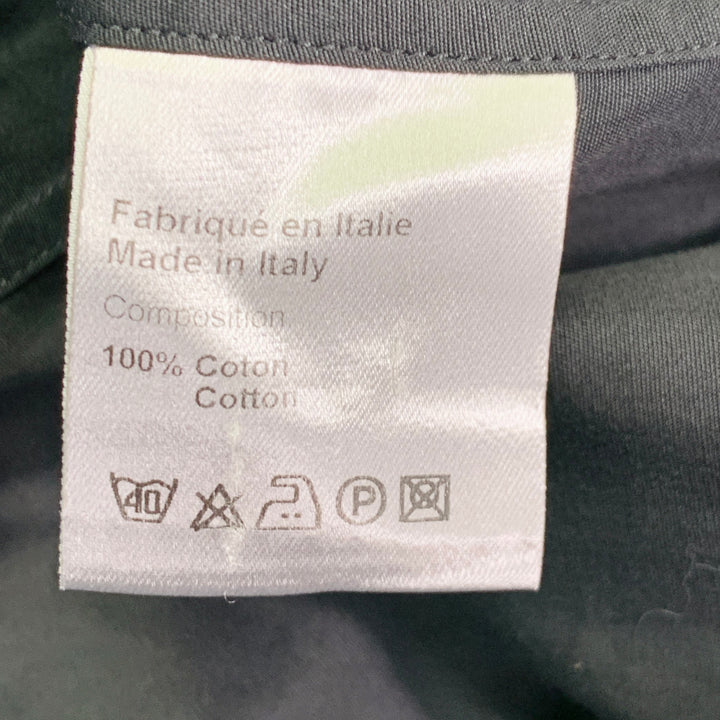 Fabriqué en Italie
Made in Italy
Composition
100% Coton
Cotton
40
P